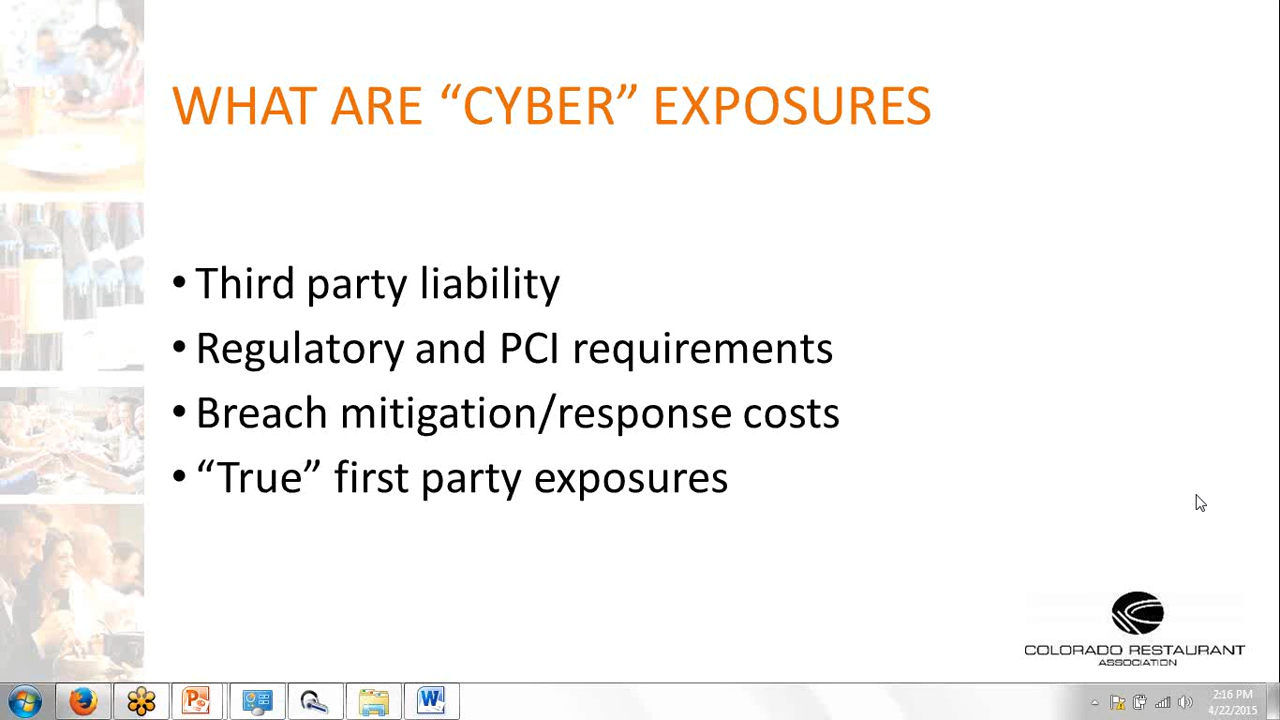 WHAT ARE “CYBER” EXPOSURES
• Third party liability
• Regulatory and PCI requirements
• Breach mitigation/response costs
• “True” first party exposures
COLORADO RESTAURANT
ASSOCIATION
2:16 PM
4/22/2015